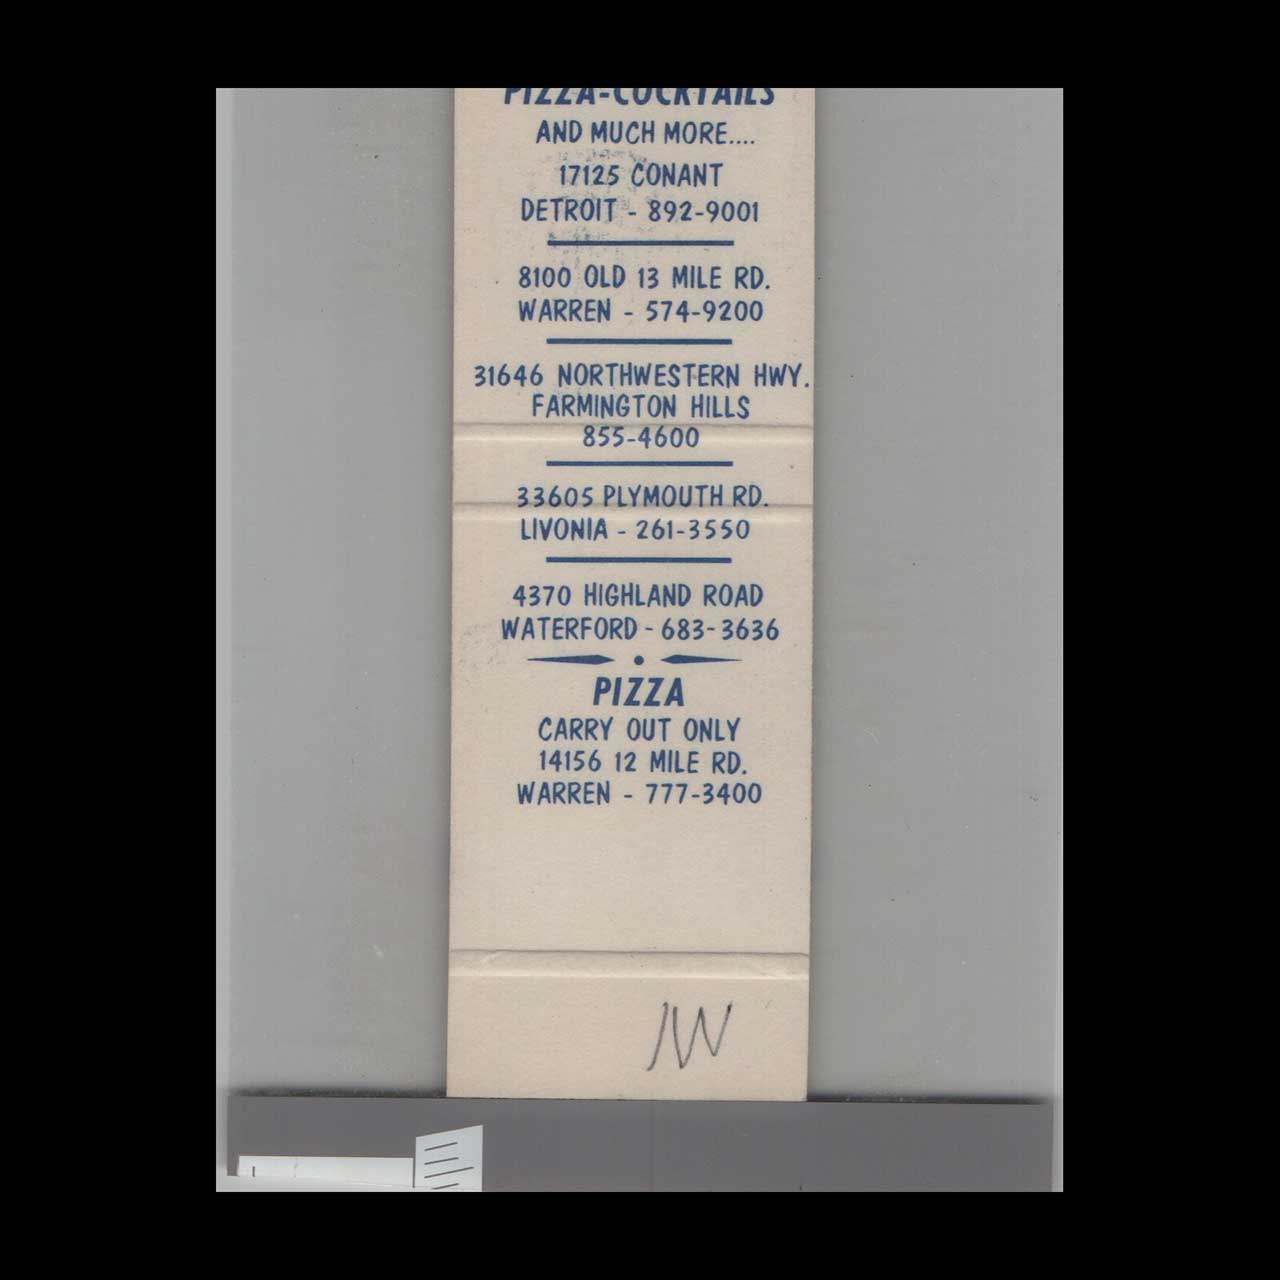 PIZZA-COCKTAILS
AND MUCH MORE....
17125 CONANT
DETROIT - 892-9001
8100 OLD 13 MILE RD.
WARREN - 574-9200
31646 NORTHWESTERN HWY.
FARMINGTON HILLS
855-4600
33605 PLYMOUTH RD.
LIVONIA - 261-3550
4370 HIGHLAND ROAD
WATERFORD - 683-3636
PIZZA
CARRY OUT ONLY
14156 12 MILE RD.
WARREN - 777-3400